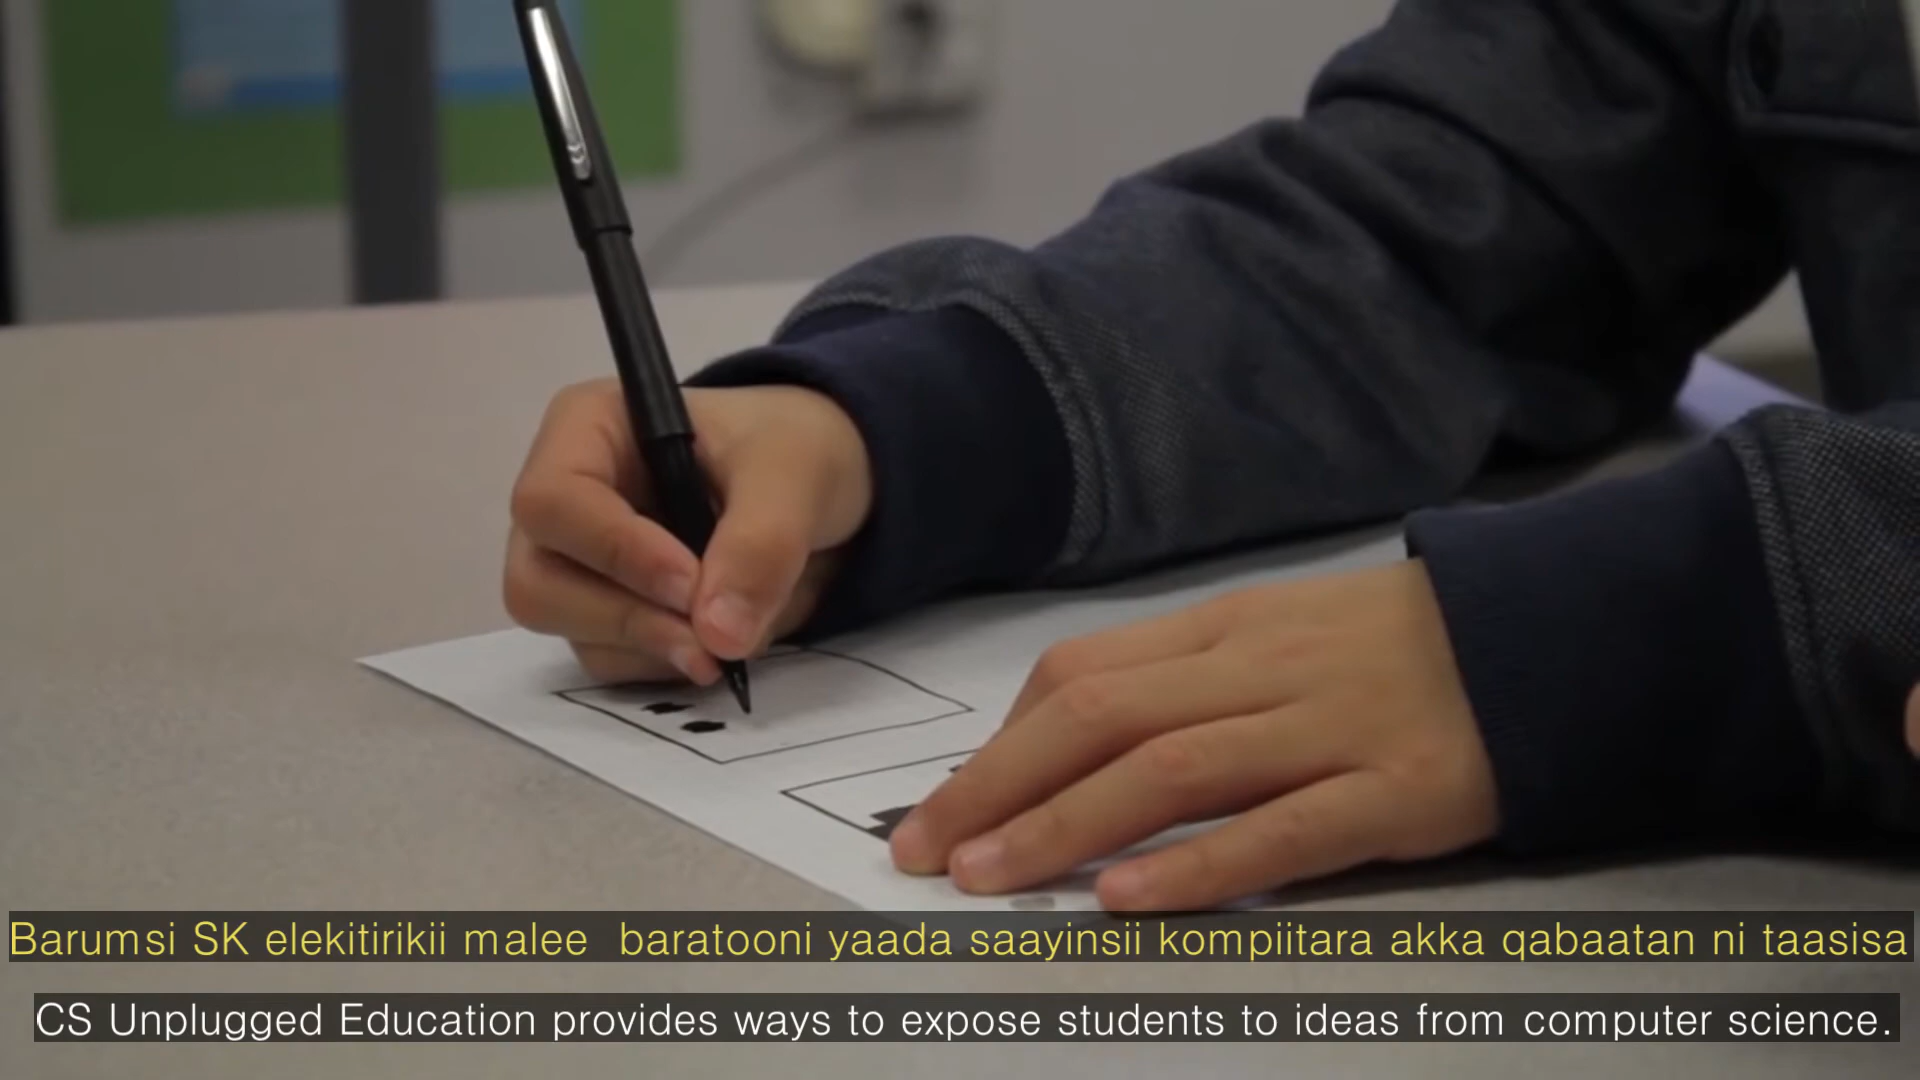 Barumsi SK elekitirikii malee baratooni yaada saayinsii kompiitara akka qabaatan ni taasisa
CS Unplugged Education provides ways to expose students to ideas from computer science.